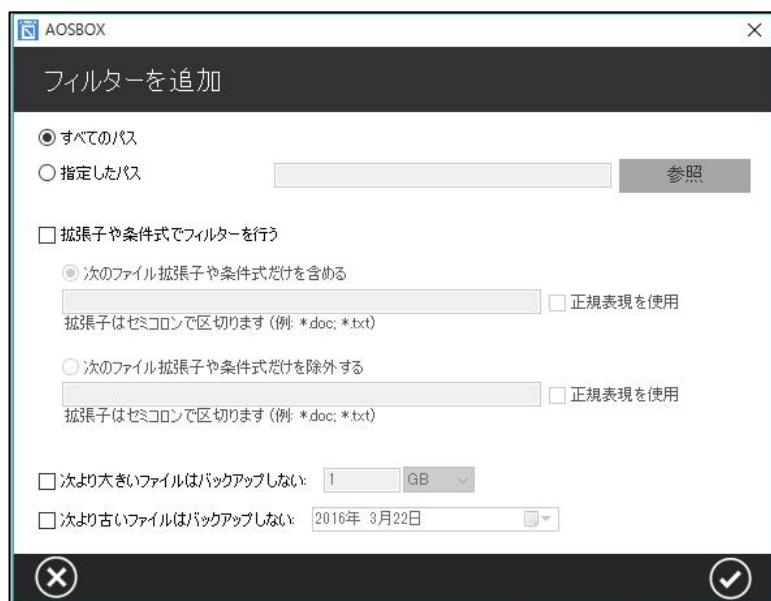 AOSBOX
フィルターを追加
すべてのパス
指定したパス 参照
拡張子や条件式でフィルターを行う
次のファイル拡張子や条件式だけを含める
正規表現を使用
拡張子はセミコロンで区切ります (例: *.doc; *.txt)
次のファイル拡張子や条件式だけを除外する
正規表現を使用
拡張子はセミコロンで区切ります (例: *.doc; *.txt)
次より大きいファイルはバックアップしない: 1 GB
次より古いファイルはバックアップしない: 2016年 3月22日